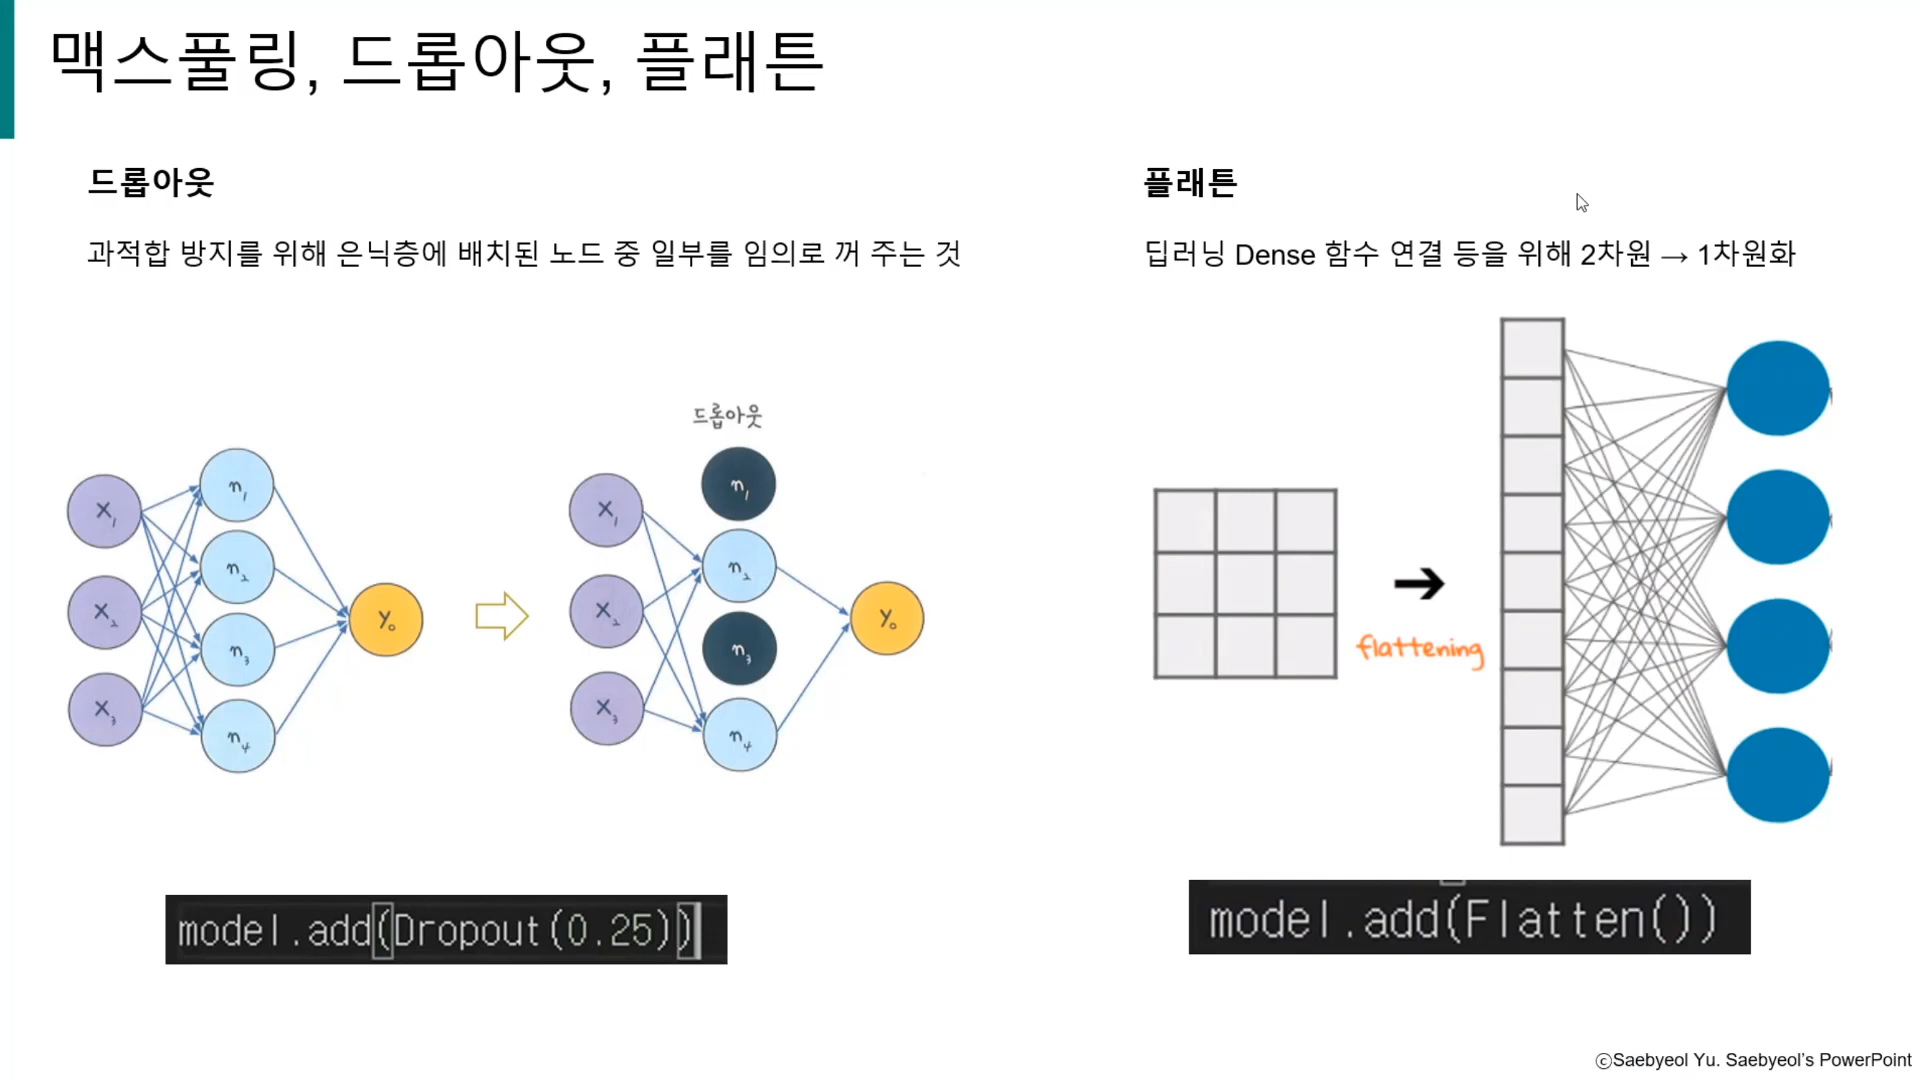 맥스풀링, 드롭아웃, 플래튼
드롭아웃
과적합 방지를 위해 은닉층에 배치된 노드 중 일부를 임의로 꺼 주는 것
X₁
X₂
X₃
n₁
n₂
n₃
n₄
y₀
드롭아웃
X₁
X₂
X₃
n₁
n₂
n₃
n₄
y₀
model.add(Dropout(0.25))
플래튼
딥러닝 Dense 함수 연결 등을 위해 2차원 → 1차원화
flattening
model.add(Flatten())
ⓒSaebyeol Yu. Saebyeol’s PowerPoint